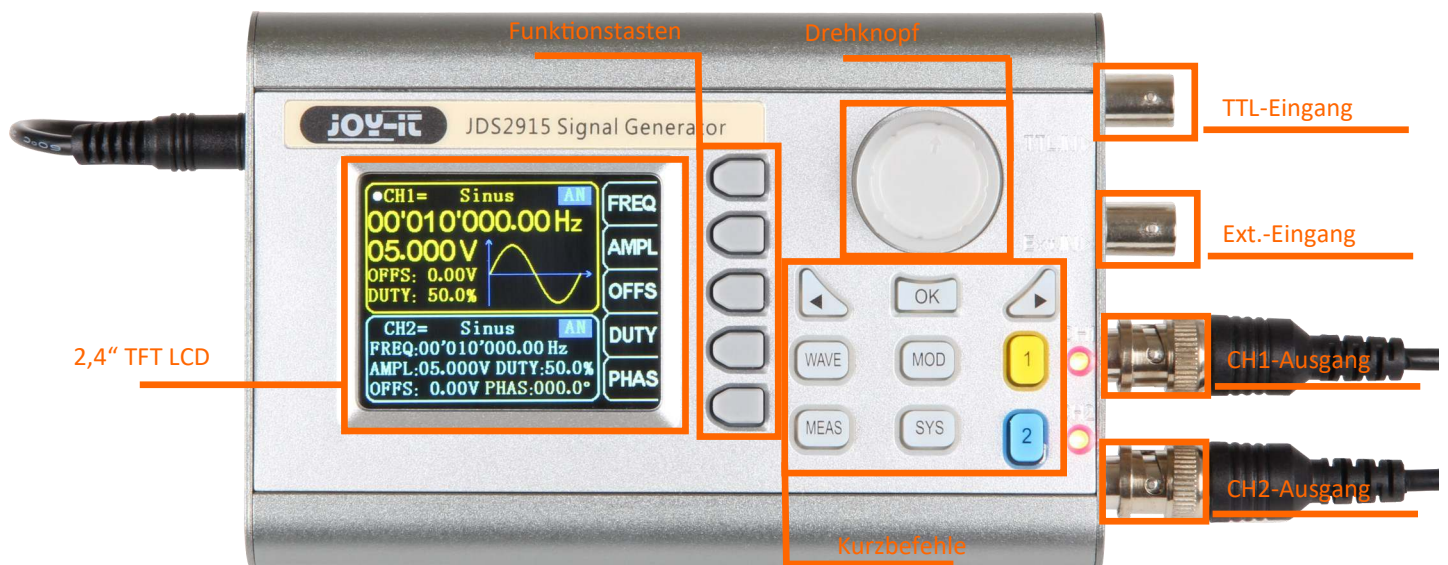 Funktionstasten
Drehknopf
TTL-Eingang
joy-iT
JDS2915 Signal Generator
CH1= Sinus AN
00'010'000.00 Hz
05.000 V
OFFS: 0.00V
DUTY: 50.0%
CH2= Sinus AN
FREQ:00'010'000.00 Hz
AMPL:05.000V DUTY:50.0%
OFFS: 0.00V PHAS:000.0°
FREQ
AMPL
OFFS
DUTY
PHAS
Ext.-Eingang
OK
WAVE
MOD
1
MEAS
SYS
2
2,4“ TFT LCD
CH1-Ausgang
CH2-Ausgang
Kurzbefehle